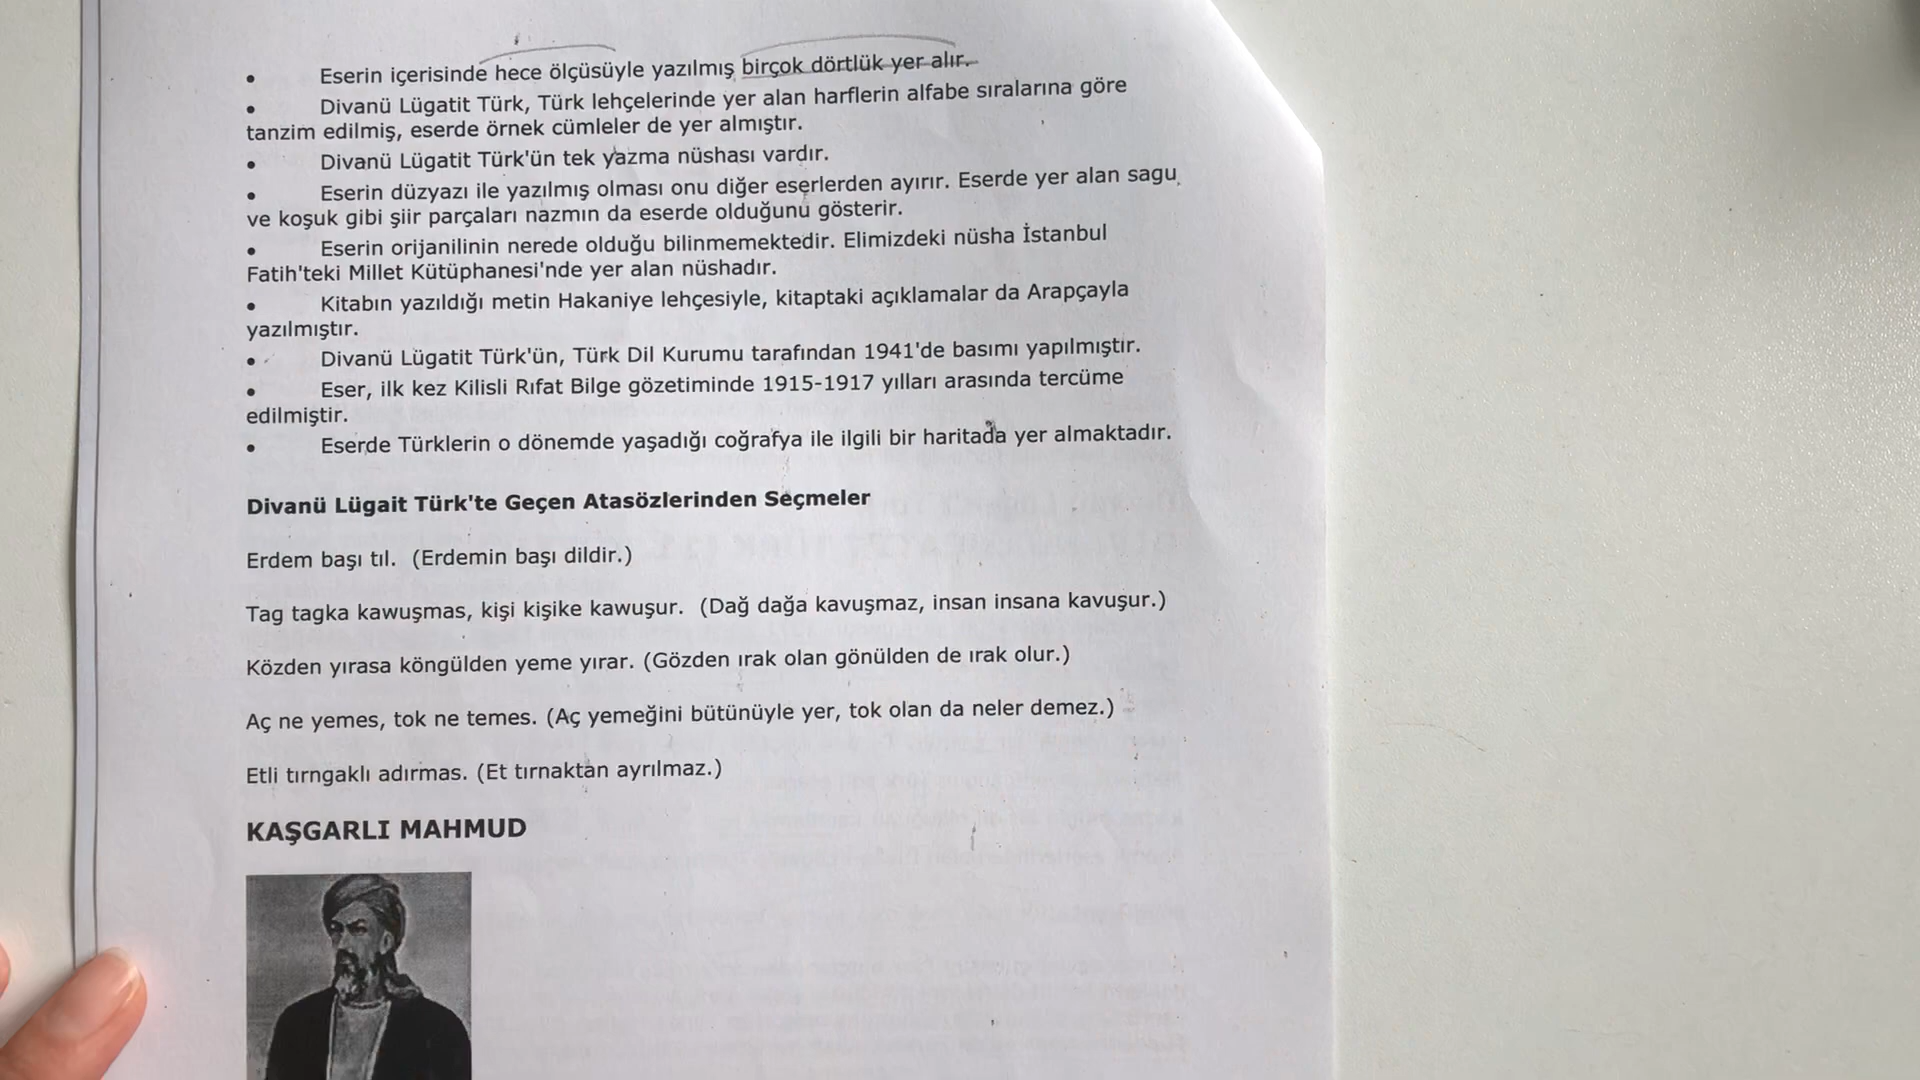 • Eserin içerisinde hece ölçüsüyle yazılmış birçok dörtlük yer alır.
• Divanü Lügatit Türk, Türk lehçelerinde yer alan harflerin alfabe sıralarına göre
tanzim edilmiş, eserde örnek cümleler de yer almıştır.
• Divanü Lügatit Türk'ün tek yazma nüshası vardır.
• Eserin düzyazı ile yazılmış olması onu diğer eserlerden ayırır. Eserde yer alan sagu
ve koşuk gibi şiir parçaları nazmın da eserde olduğunu gösterir.
• Eserin orijanilinin nerede olduğu bilinmemektedir. Elimizdeki nüsha İstanbul
Fatih'teki Millet Kütüphanesi'nde yer alan nüshadır.
• Kitabın yazıldığı metin Hakaniye lehçesiyle, kitaptaki açıklamalar da Arapçayla
yazılmıştır.
• Divanü Lügatit Türk'ün, Türk Dil Kurumu tarafından 1941'de basımı yapılmıştır.
• Eser, ilk kez Kilisli Rıfat Bilge gözetiminde 1915-1917 yılları arasında tercüme
edilmiştir.
• Eserde Türklerin o dönemde yaşadığı coğrafya ile ilgili bir haritada yer almaktadır.
Divanü Lügait Türk'te Geçen Atasözlerinden Seçmeler
Erdem başı tıl. (Erdemin başı dildir.)
Tag tagka kawuşmas, kişi kişike kawuşur. (Dağ dağa kavuşmaz, insan insana kavuşur.)
Közden yırasa köngülden yeme yırar. (Gözden ırak olan gönülden de ırak olur.)
Aç ne yemes, tok ne temes. (Aç yemeğini bütünüyle yer, tok olan da neler demez.)
Etli tırngaklı adırmas. (Et tırnaktan ayrılmaz.)
KAŞGARLI MAHMUD